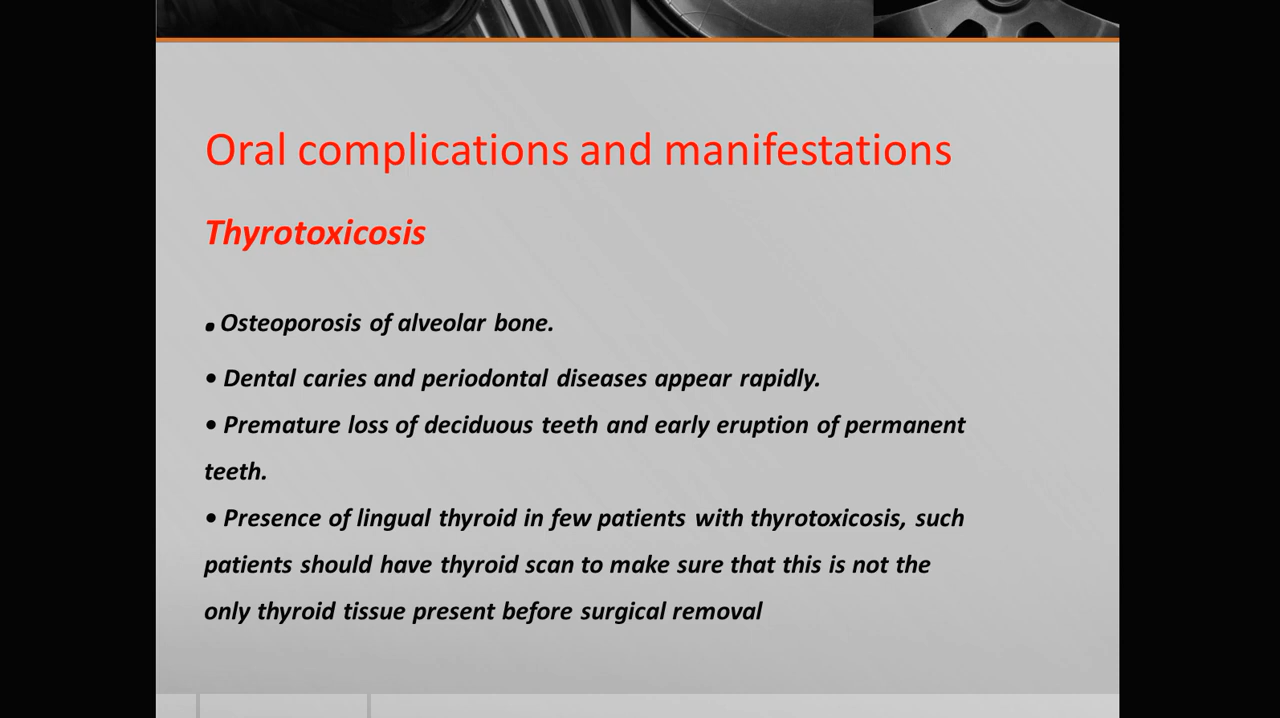 Oral complications and manifestations
Thyrotoxicosis
• Osteoporosis of alveolar bone.
• Dental caries and periodontal diseases appear rapidly.
• Premature loss of deciduous teeth and early eruption of permanent
teeth.
• Presence of lingual thyroid in few patients with thyrotoxicosis, such
patients should have thyroid scan to make sure that this is not the
only thyroid tissue present before surgical removal